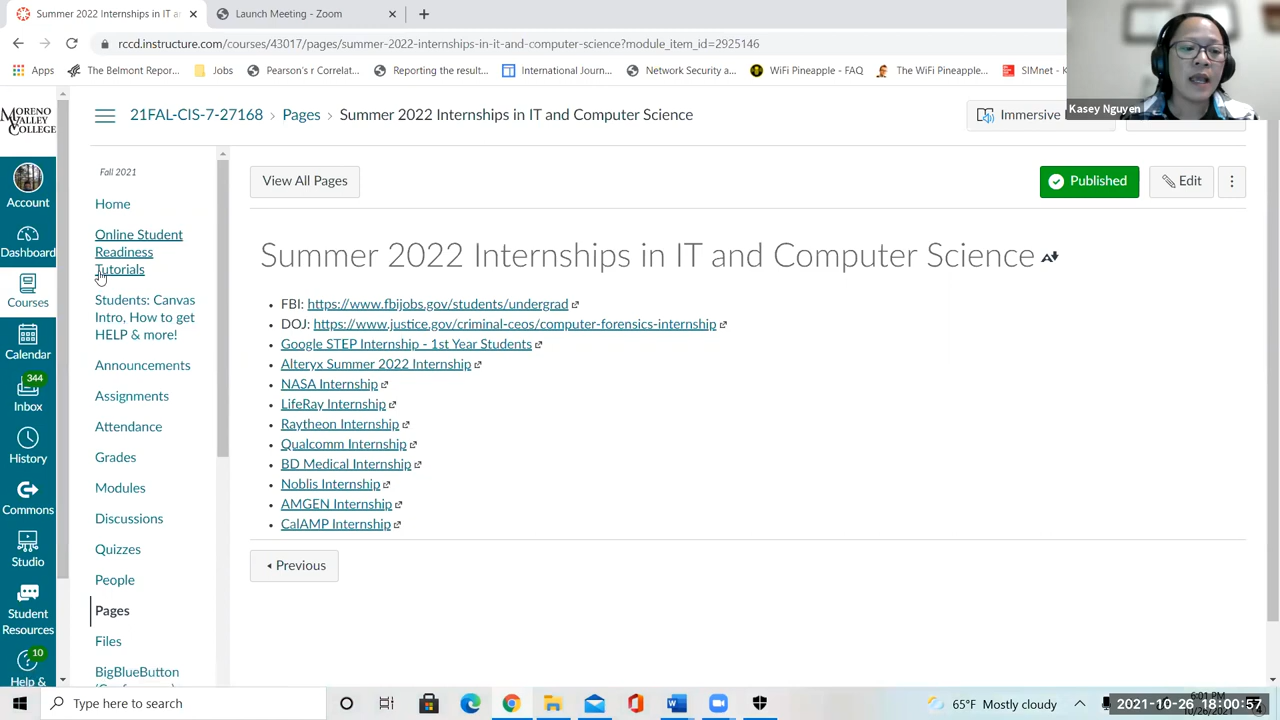 Summer 2022 Internships in IT and
Launch Meeting - Zoom
rccd.instructure.com/courses/43017/pages/summer-2022-internships-in-it-and-computer-science?module_item_id=2925146
Apps
The Belmont Repor...
Jobs
Pearson's r Correlat...
Reporting the result...
International Journ...
Network Security a...
WiFi Pineapple - FAQ
The WiFi Pineapple...
SIMnet - K
Kasey Nguyen
MORENO
VALLEY
COLLEGE
21FAL-CIS-7-27168 › Pages › Summer 2022 Internships in IT and Computer Science
Immersive
Account
Dashboard
Courses
Calendar
344
Inbox
History
Commons
Studio
Student
Resources
10
Help &
Fall 2021
Home
Online Student
Readiness
Tutorials
Students: Canvas
Intro, How to get
HELP & more!
Announcements
Assignments
Attendance
Grades
Modules
Discussions
Quizzes
People
Pages
Files
BigBlueButton
View All Pages
Published
Edit
Summer 2022 Internships in IT and Computer Science
• FBI: https://www.fbijobs.gov/students/undergrad
• DOJ: https://www.justice.gov/criminal-ceos/computer-forensics-internship
• Google STEP Internship - 1st Year Students
• Alteryx Summer 2022 Internship
• NASA Internship
• LifeRay Internship
• Raytheon Internship
• Qualcomm Internship
• BD Medical Internship
• Noblis Internship
• AMGEN Internship
• CalAMP Internship
Previous
Type here to search
65°F Mostly cloudy
6:01 PM
10/26/2021
2021-10-26 18:00:57